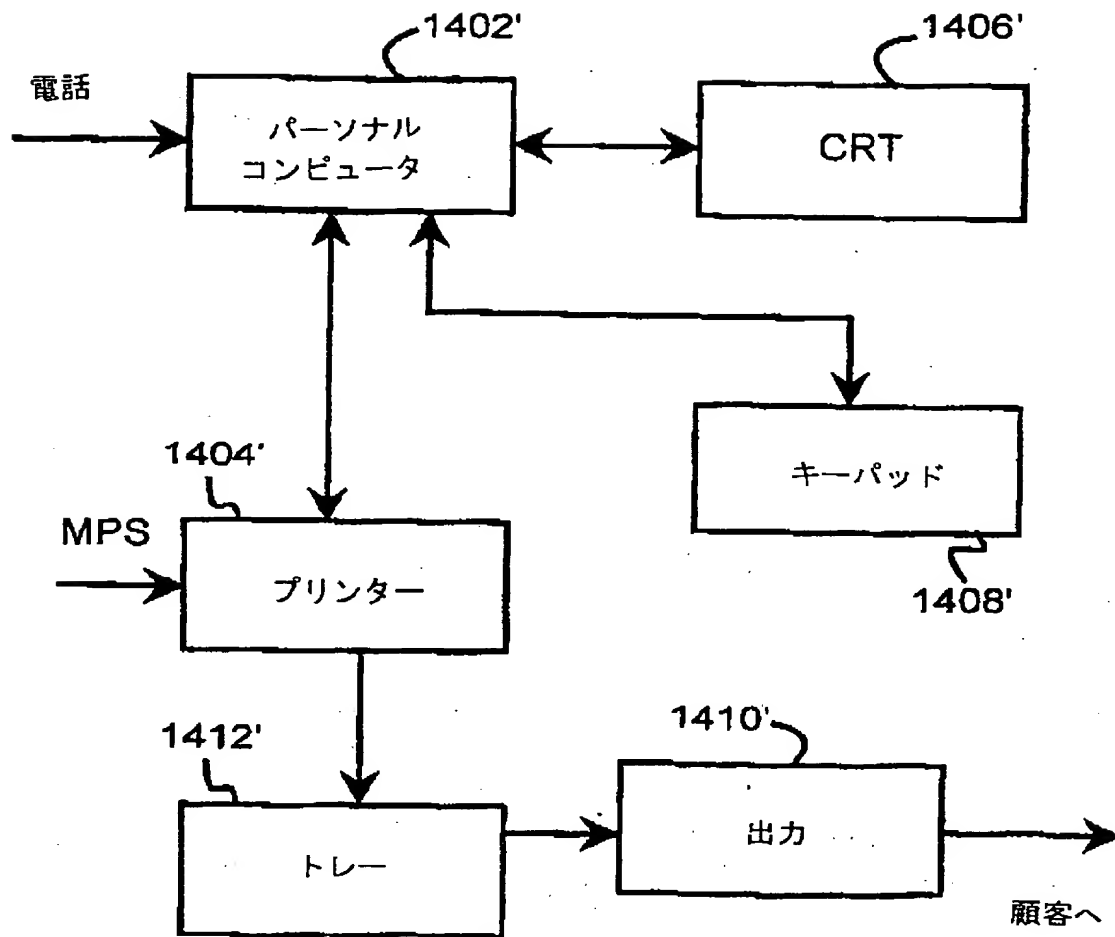 1402'
1406'
電話
パーソナル
コンピュータ
CRT
1404'
キーパッド
MPS
プリンター
1408'
1412'
1410'
トレー
出力
顧客へ